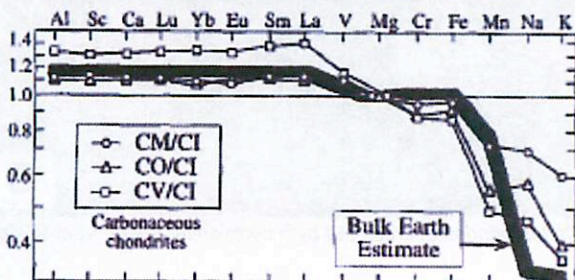 Al Sc Ca Lu Yb Eu Sm La V Mg Cr Fe Mn Na K
1.4
1.2
1.0
0.8
0.6
0.4
CM/CI
CO/CI
CV/CI
Carbonaceous
chondrites
Bulk Earth
Estimate